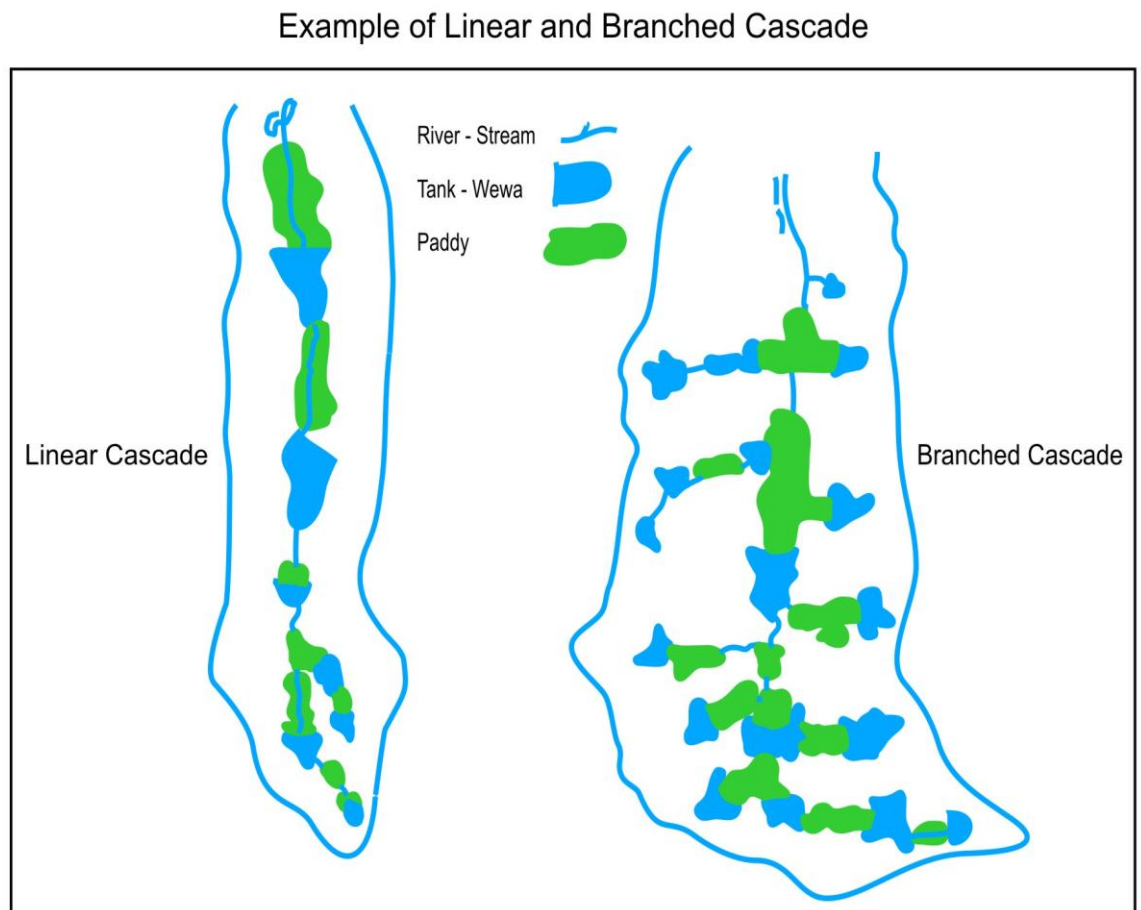 Example of Linear and Branched Cascade
River - Stream
Tank - Wewa
Paddy
Linear Cascade
Branched Cascade